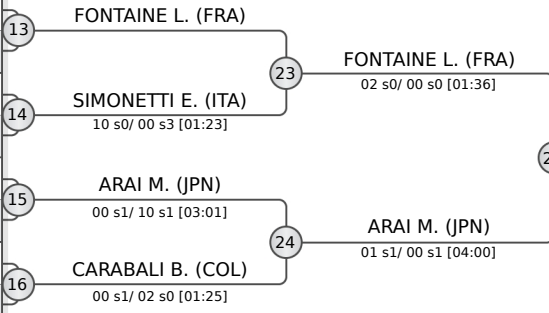 FONTAINE L. (FRA)
13
FONTAINE L. (FRA)
23
02 s0/ 00 s0 [01:36]
SIMONETTI E. (ITA)
14
10 s0/ 00 s3 [01:23]
ARAI M. (JPN)
15
00 s1/ 10 s1 [03:01]
ARAI M. (JPN)
24
01 s1/ 00 s1 [04:00]
CARABALI B. (COL)
16
00 s1/ 02 s0 [01:25]